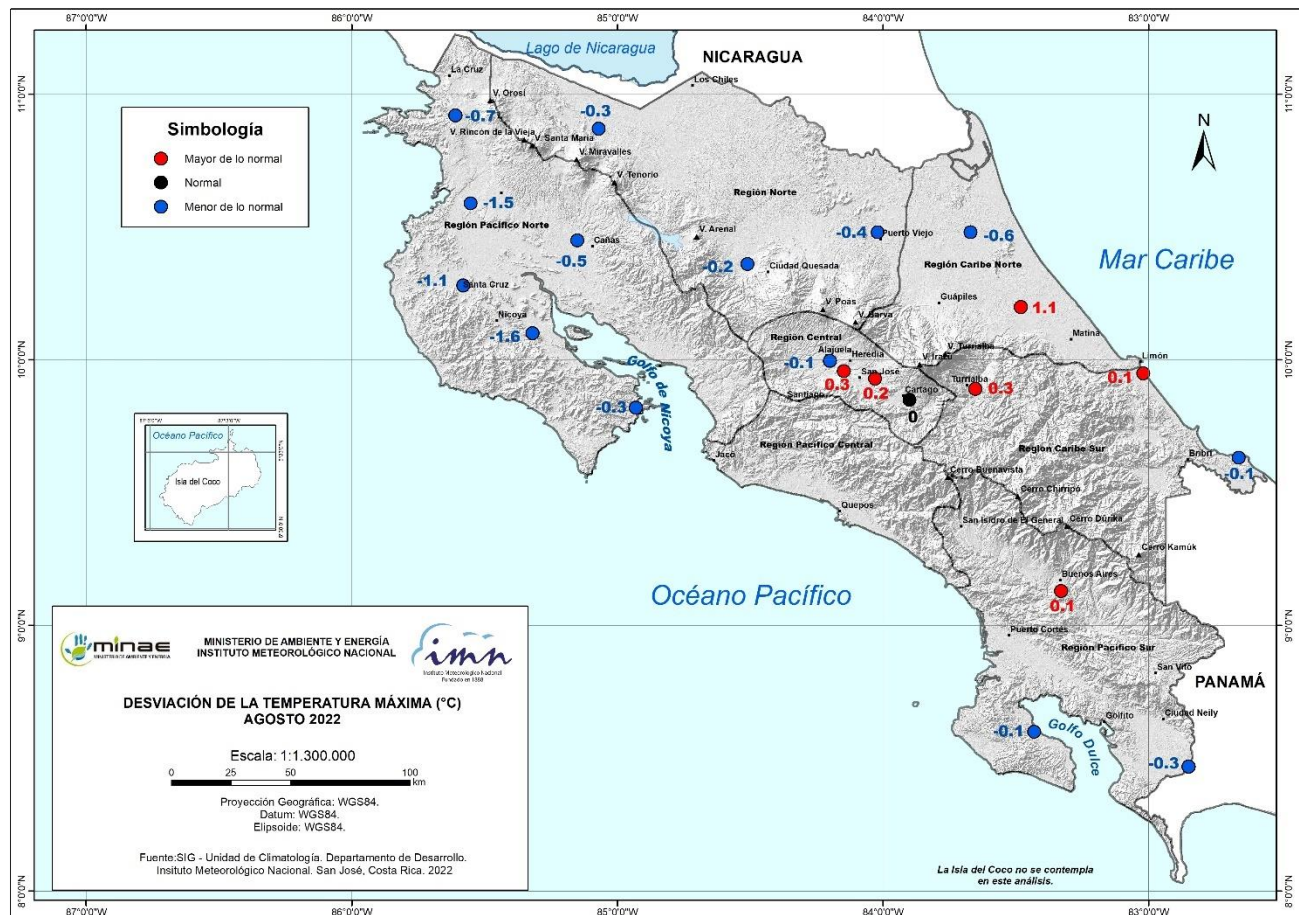 87°0'0"W
86°0'0"W
85°0'0"W
84°0'0"W
83°0'0"W
Lago de Nicaragua
NICARAGUA
La Cruz
Los Chiles
11°0'0"N
11°0'0"N
V. Orosí
-0.3
-0.7
Simbología
Mayor de lo normal
Normal
Menor de lo normal
N
V. Rincón de la Vieja
V. Santa María
V. Miravalles
V. Tenorio
Región Norte
-1.5
Región Pacífico Norte
Cañas
-0.5
V. Arenal
-0.4
Puerto Viejo
-0.6
Mar Caribe
-0.2
Ciudad Quesada
Región Caribe Norte
-1.1
Santa Cruz
Guápiles
V. Poás
1.1
Nicoya
V. Barva
-1.6
Región Central
Matina
10°0'0"N
10°0'0"N
Alajuela
Heredia
V. Turrialba
V. Irazú
Limón
-0.1
San José
0.3
0.2
Cartago
Turrialba
0.3
0.1
Golfo de Nicoya
Santiago
0
-0.3
Región Pacífico Central
Región Caribe Sur
Jacó
Bribri
-0.1
Océano Pacífico
Isla del Coco
Cerro Buenavista
Cerro Chirripó
Quepos
San Isidro de El General
Cerro Dúrika
Cerro Kamúk
Buenos Aires
0.1
Océano Pacífico
9°0'0"N
9°0'0"N
Puerto Cortés
Región Pacífico Sur
San Vito
PANAMÁ
Golfito
Ciudad Neily
-0.1
Golfo Dulce
-0.3
minae
MINISTERIO DE AMBIENTE Y ENERGÍA
MINISTERIO DE AMBIENTE Y ENERGÍA
INSTITUTO METEOROLÓGICO NACIONAL
imn
Instituto Meteorológico Nacional
Fundado en 1888
DESVIACIÓN DE LA TEMPERATURA MÁXIMA (°C)
AGOSTO 2022
Escala: 1:1.300.000
0 25 50 100
km
Proyección Geográfica: WGS84.
Datum: WGS84.
Elipsoide: WGS84.
Fuente:SIG - Unidad de Climatología. Departamento de Desarrollo.
Insituto Meteorológico Nacional. San José, Costa Rica. 2022
La Isla del Coco no se contempla
en este análisis.
8°0'0"N
8°0'0"N
87°0'0"W
86°0'0"W
85°0'0"W
84°0'0"W
83°0'0"W